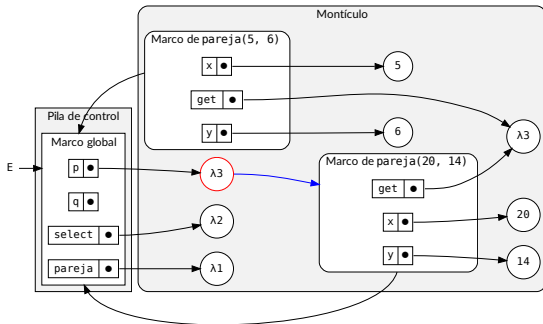 Montículo
Marco de pareja(5, 6)
x
5
get
y
6
λ3
Pila de control
Marco global
E
p
λ3
q
select
λ2
pareja
λ1
Marco de pareja(20, 14)
get
x
20
y
14